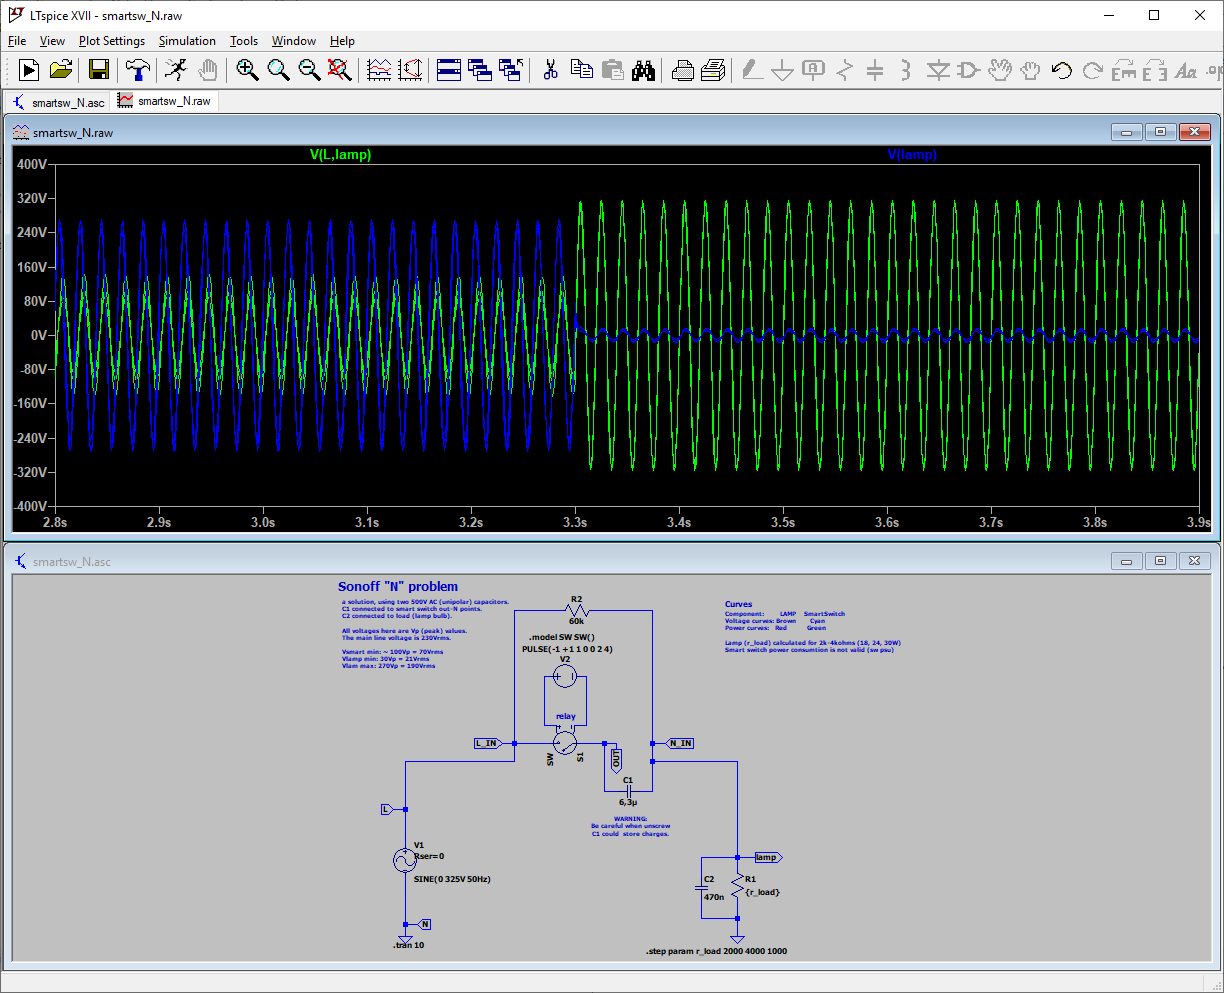 LTspice XVII - smartsw_N.raw
File View Plot Settings Simulation Tools Window Help
smartsw_N.asc smartsw_N.raw
smartsw_N.raw
V(L,lamp) V(lamp)
400V
320V
240V
160V
80V
0V
-80V
-160V
-240V
-320V
-400V
2.8s 2.9s 3.0s 3.1s 3.2s 3.3s 3.4s 3.5s 3.6s 3.7s 3.8s 3.9s
smartsw_N.asc
Sonoff "N" problem
a solution, using two 500V AC (unipolar) capacitors.
C1 connected to smart switch out-N points.
C2 connected to load (lamp bulb).
All voltages here are Vp (peak) values.
The main line voltage is 230Vrms.
Vsmart min: ~ 100Vp = 70Vrms
Vlamp min: 30Vp = 21Vrms
Vlam max: 270Vp = 190Vrms
R2
60k
.model SW SW()
PULSE(-1 +1 1 0 0 2 4)
V2
relay
L_IN
SW
S1
OUT
N_IN
C1
6,3µ
WARNING:
Be careful when unscrew
C1 could store charges.
Curves
Component: LAMP SmartSwitch
Voltage curves: Brown Cyan
Power curves: Red Green
Lamp (r_load) calculated for 2k-4kohms (18, 24, 30W)
Smart switch power consumtion is not valid (sw psu)
L
V1
Rser=0
SINE(0 325V 50Hz)
N
.tran 10
lamp
C2
470n
R1
{r_load}
.step param r_load 2000 4000 1000